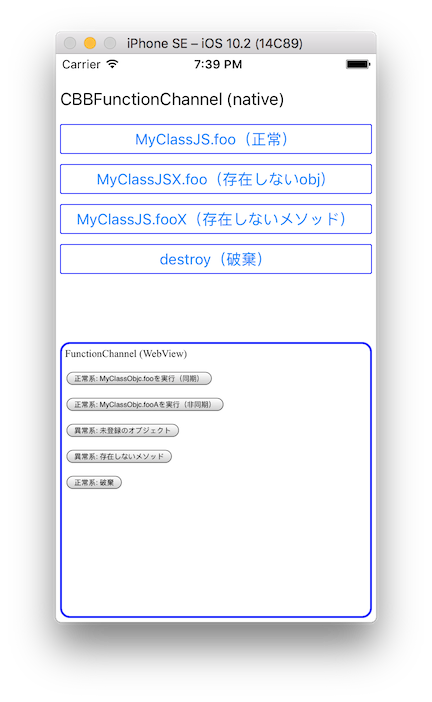 iPhone SE – iOS 10.2 (14C89)
Carrier 7:39 PM
CBBFunctionChannel (native)
MyClassJS.foo（正常）
MyClassJSX.foo（存在しないobj）
MyClassJS.fooX（存在しないメソッド）
destroy（破棄）
FunctionChannel (WebView)
正常系: MyClassObjc.fooを実行（同期）
正常系: MyClassObjc.fooAを実行（非同期）
異常系: 未登録のオブジェクト
異常系: 存在しないメソッド
正常系: 破棄